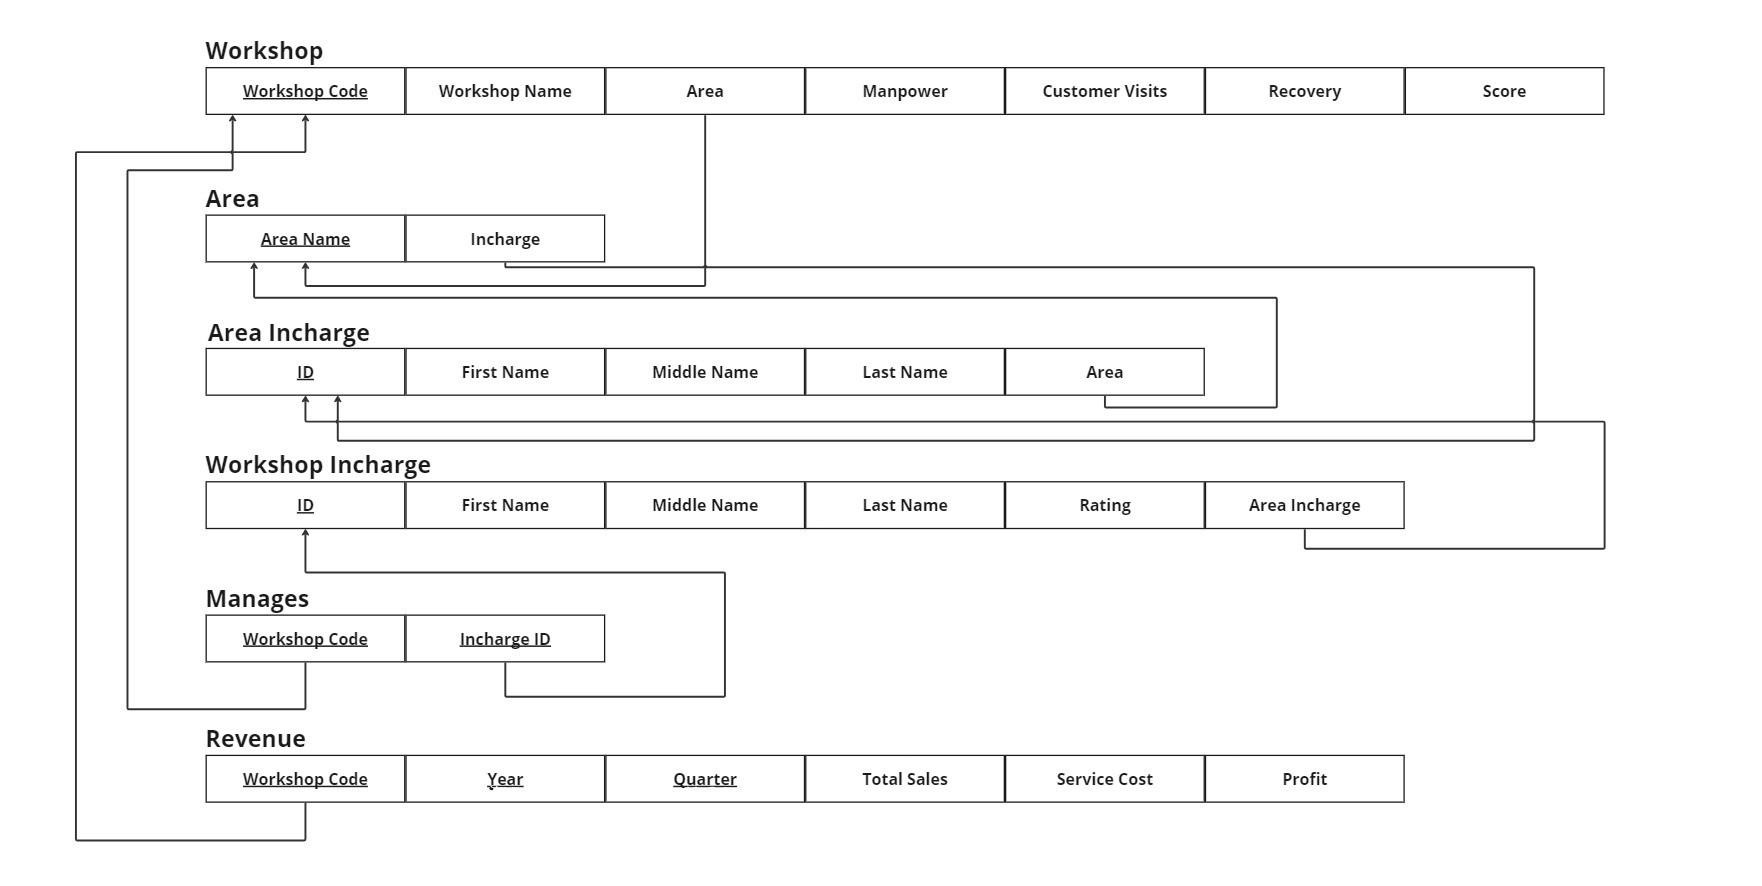 Workshop
Workshop Code Workshop Name Area Manpower Customer Visits Recovery Score
Area
Area Name Incharge
Area Incharge
ID First Name Middle Name Last Name Area
Workshop Incharge
ID First Name Middle Name Last Name Rating Area Incharge
Manages
Workshop Code Incharge ID
Revenue
Workshop Code Year Quarter Total Sales Service Cost Profit